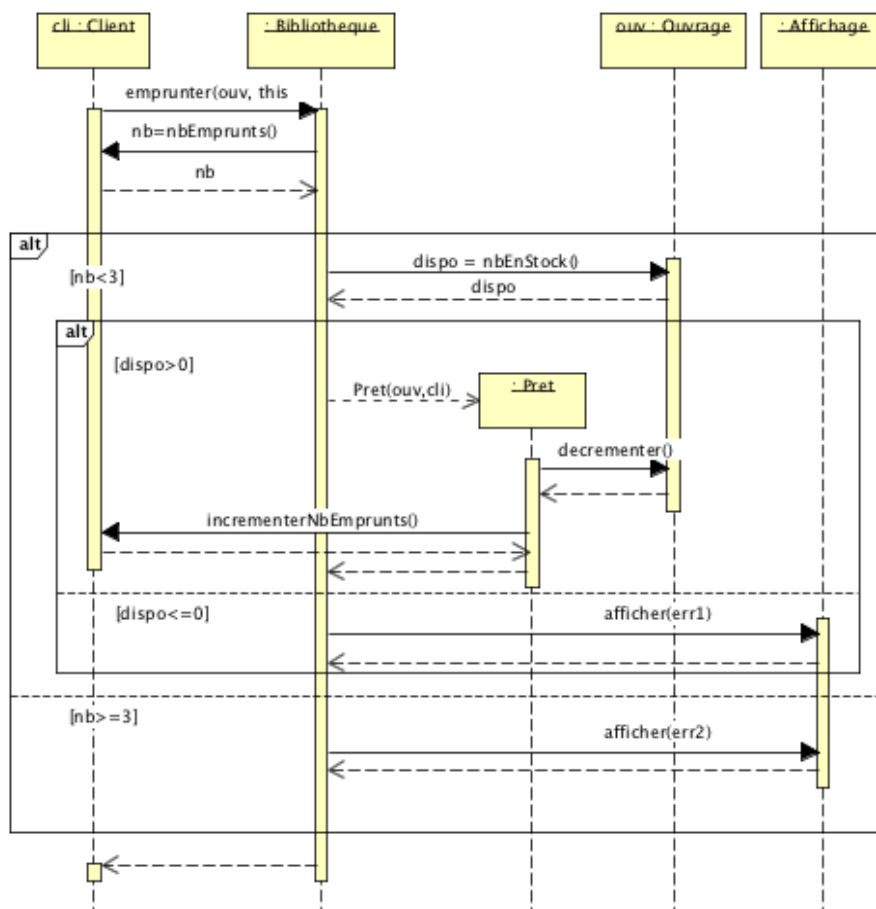 cli : Client
: Bibliotheque
ouv : Ouvrage
: Affichage
emprunter(ouv, this
nb=nbEmprunts()
nb
alt
[nb<3]
dispo = nbEnStock()
dispo
alt
[dispo>0]
Pret(ouv,cli)
: Pret
decrementer()
incrementerNbEmprunts()
[dispo<=0]
afficher(err1)
[nb>=3]
afficher(err2)